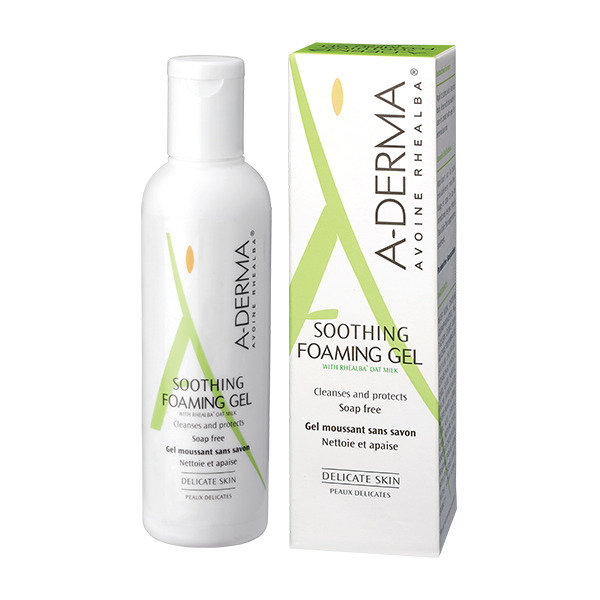 A-DERMA
AVOINE RHEALBA®
SOOTHING
FOAMING GEL
WITH RHEALBA® OAT MILK
Cleanses and protects
Soap free
Gel moussant sans savon
Nettoie et apaise
DELICATE SKIN
PEAUX DELICATES
A-DERMA®
AVOINE RHEALBA®
SOOTHING
FOAMING GEL
WITH RHEALBA® OAT MILK
Cleanses and protects
Soap free
Gel moussant sans savon
Nettoie et apaise
DELICATE SKIN
PEAUX DELICATES